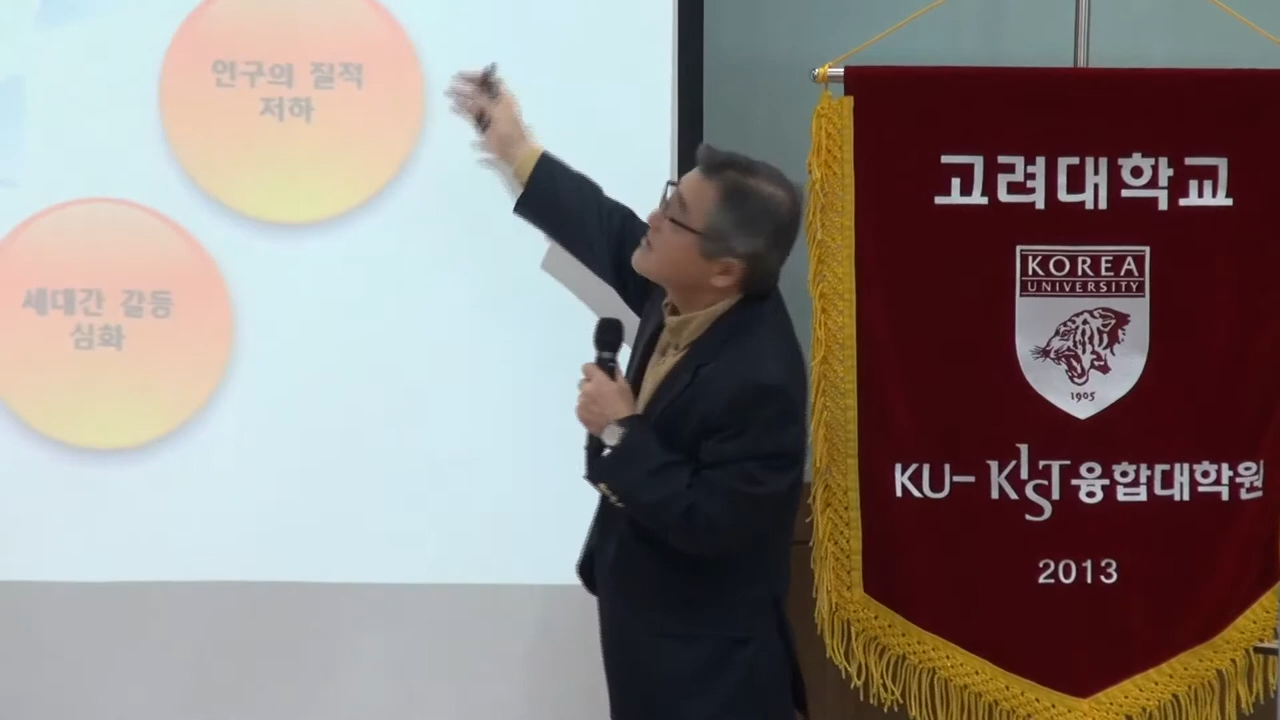 연구의 질적
저하
세대간 갈등
심화
고려대학교
KOREA
UNIVERSITY
1905
KU-KIST융합대학원
2013